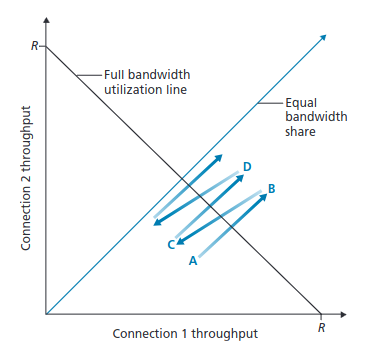 R
Full bandwidth
utilization line
Equal
bandwidth
share
D
B
C
A
Connection 2 throughput
Connection 1 throughput
R